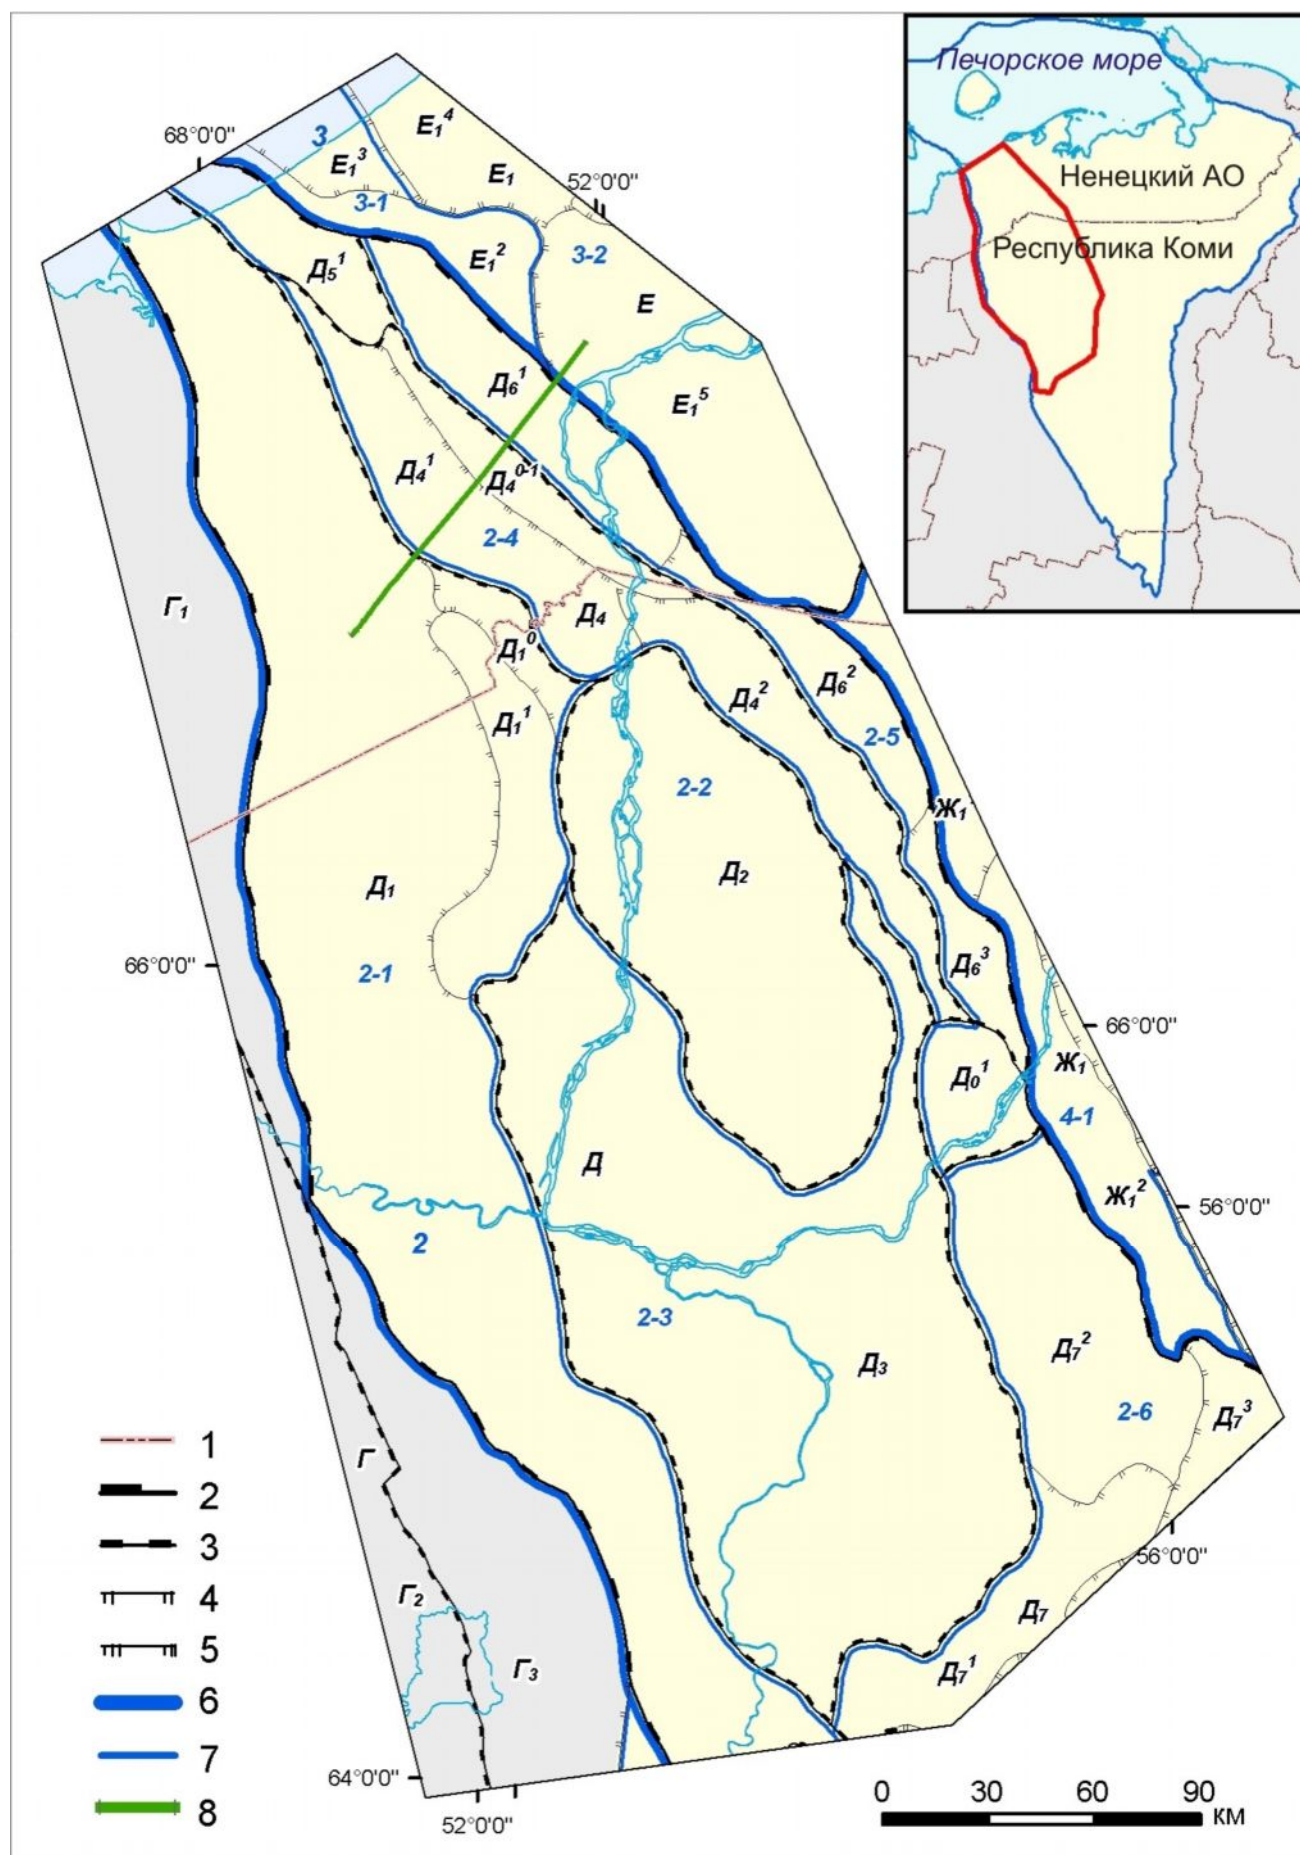 Печорское море
Ненецкий АО
Республика Коми
68°0'0"
3
Е₁⁴
Е₁³
Е₁
52°0'0"
3-1
Е₁²
3-2
Д₅¹
Е
Д₆¹
Е₁⁵
Д₄¹
Д₄⁰⁻¹
2-4
Г₁
Д₄
Д₁⁰
Д₆²
Д₄²
Д₁¹
2-5
2-2
Ж₁
Д₂
Д₁
66°0'0"
2-1
Д₆³
66°0'0"
Ж₁
Д₀¹
4-1
Д
Ж₁²
56°0'0"
2
2-3
Д₃
Д₇²
2-6
Д₇³
1
Г
2
3
56°0'0"
4
Г₂
Д₇
5
Г₃
Д₇¹
6
7
64°0'0"
8
52°0'0"
0 30 60 90
км